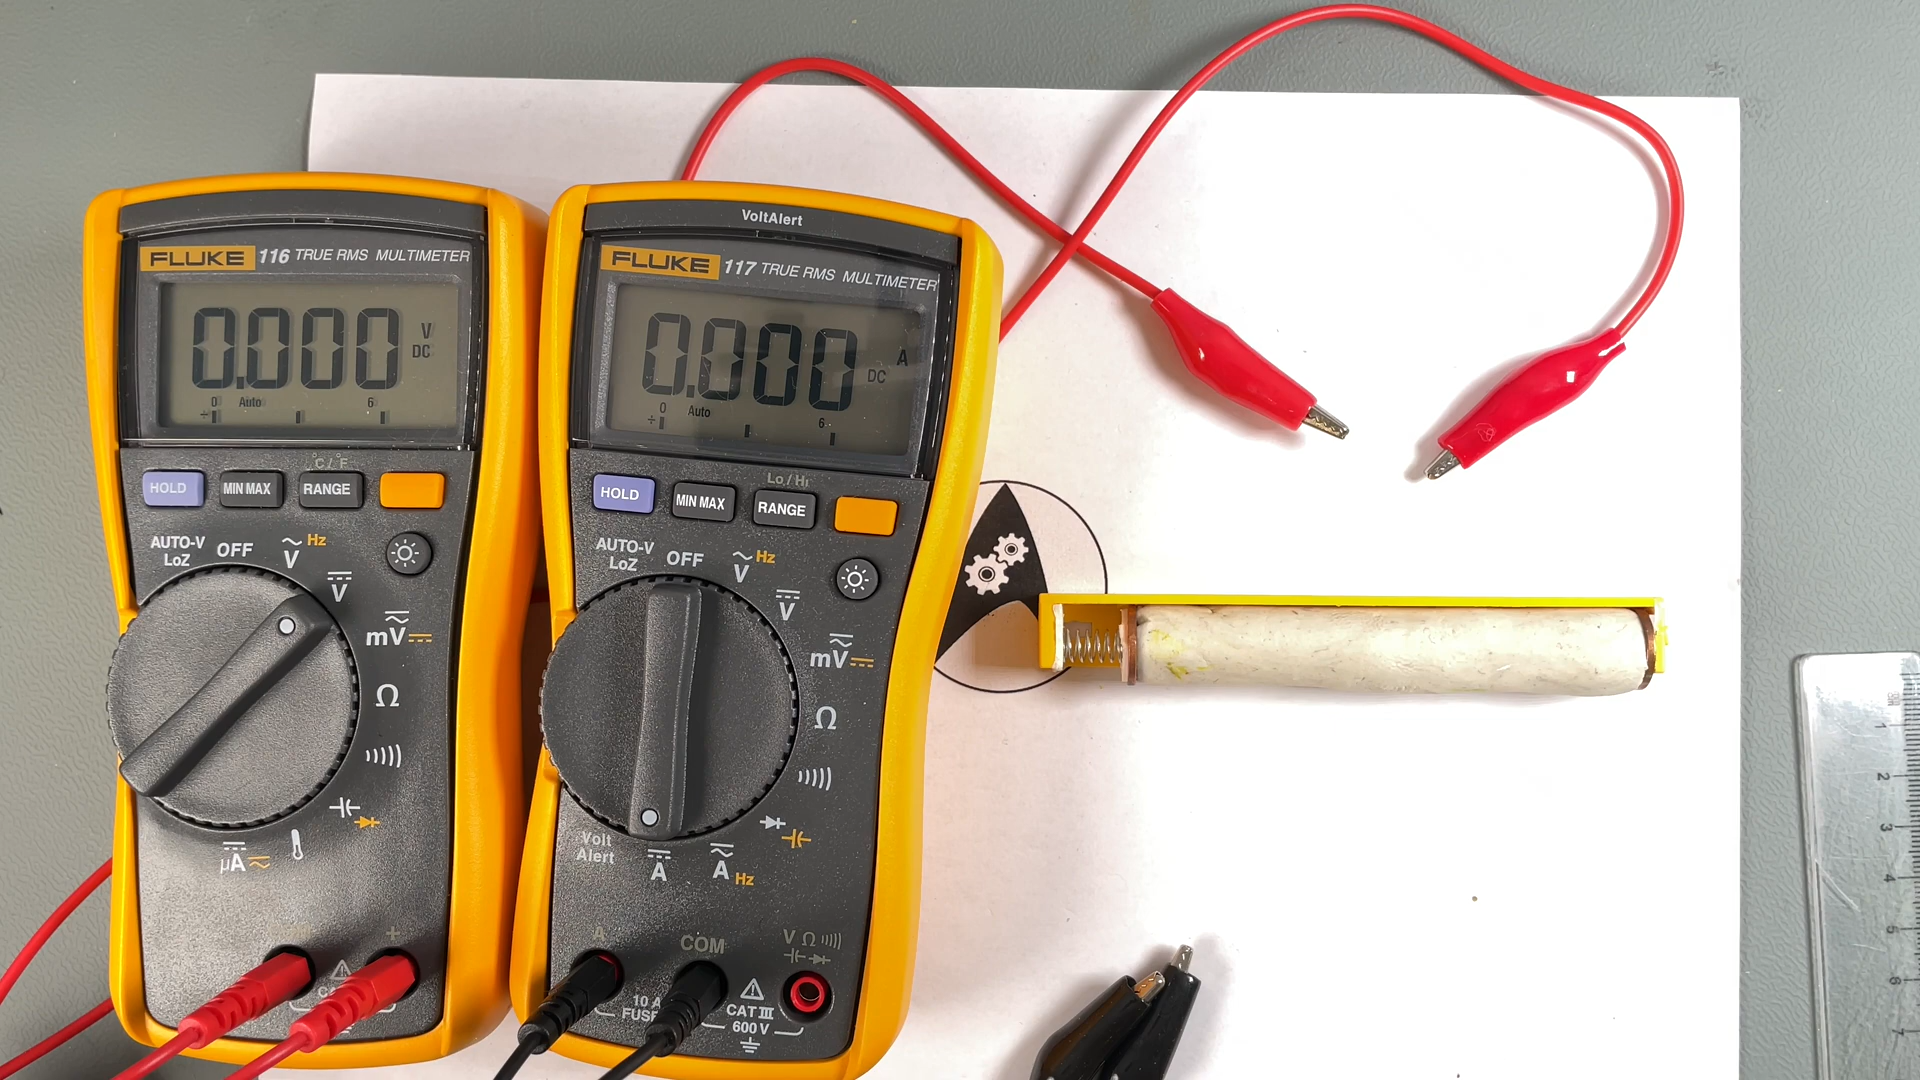 FLUKE 116 TRUE RMS MULTIMETER
0.000 V DC
0 Auto 6
°C/°F
HOLD MIN MAX RANGE
AUTO-V LoZ
OFF
Ṽ Hz
V
mV
Ω
µA
+
VoltAlert
FLUKE 117 TRUE RMS MULTIMETER
0.000 A DC
0 Auto 6
Lo/Hi
HOLD MIN MAX RANGE
AUTO-V LoZ
OFF
Ṽ Hz
V
mV
Ω
Volt Alert
A
A Hz
A COM V Ω
10 A
CAT III
600 V
1
2
3
4
5
6
7